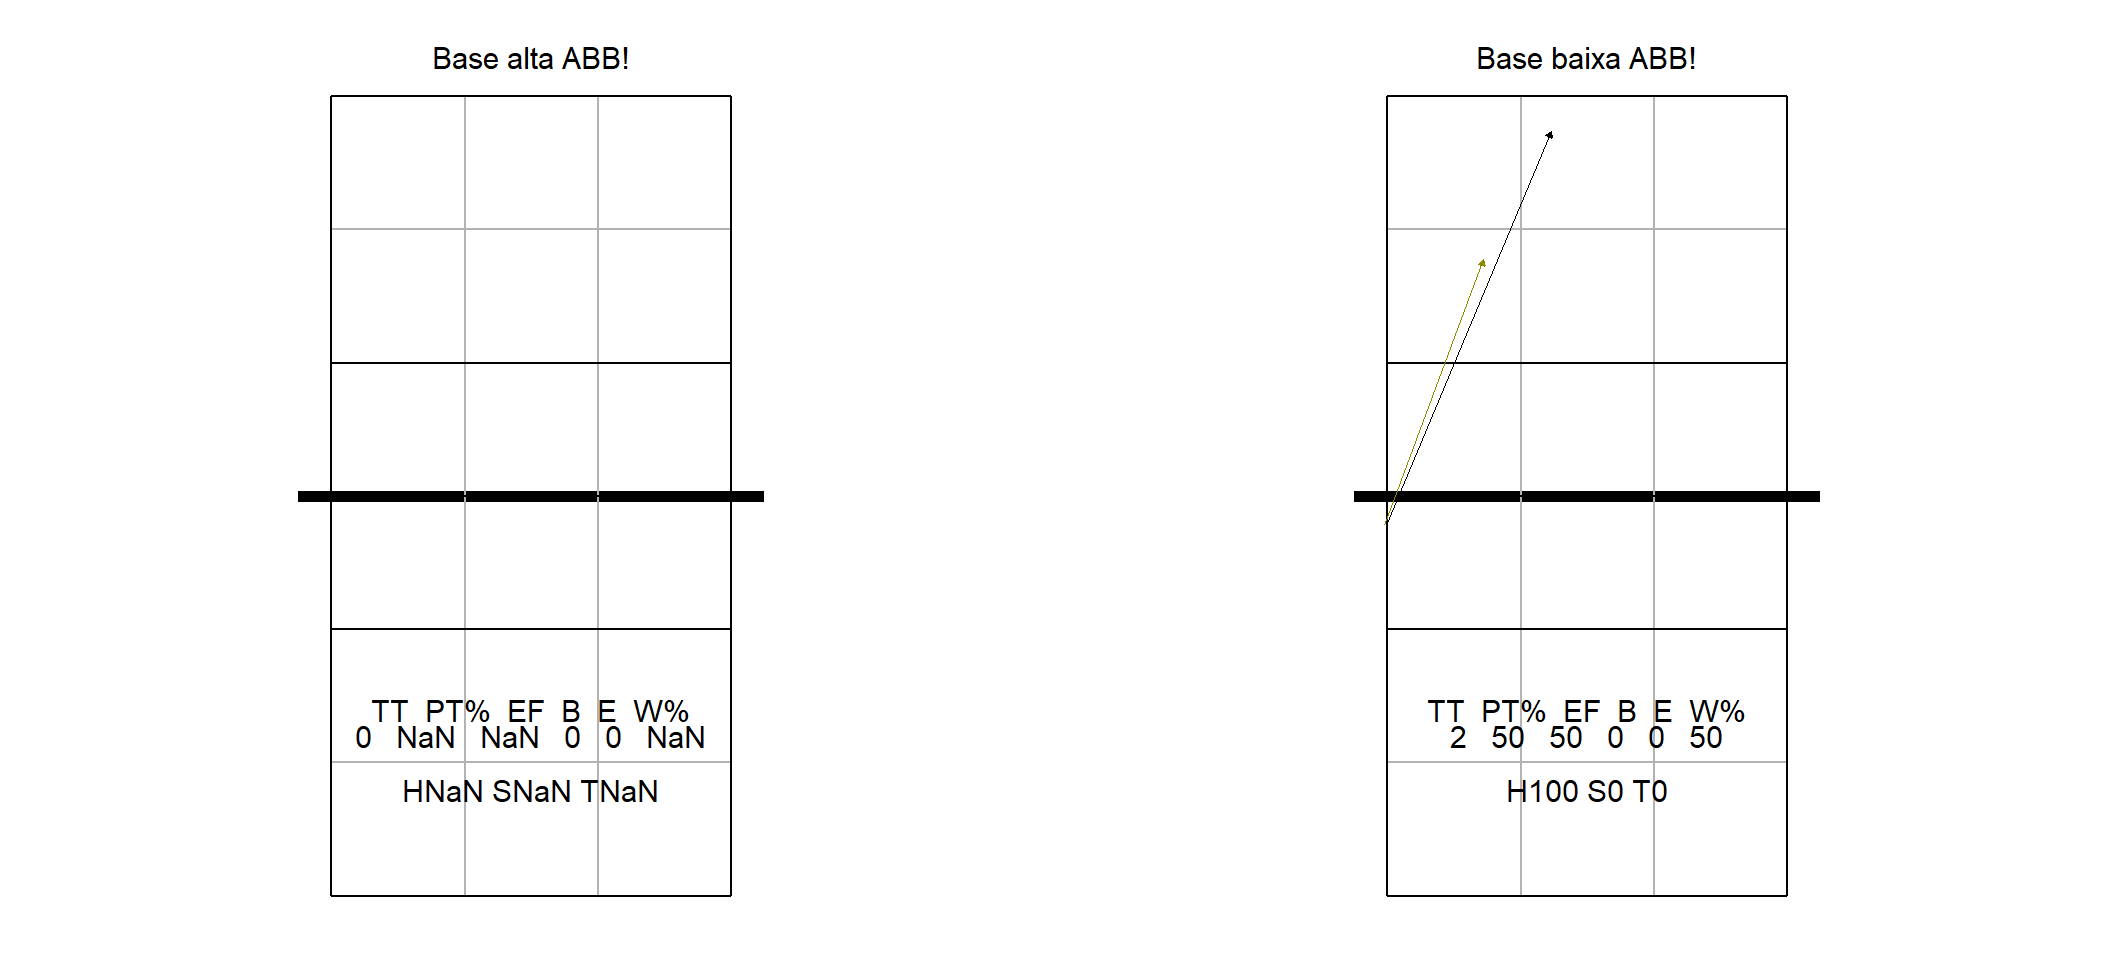 Base alta ABB!
TT PT% EF B E W%
0 NaN NaN 0 0 NaN
HNaN SNaN TNaN
Base baixa ABB!
TT PT% EF B E W%
2 50 50 0 0 50
H100 S0 T0